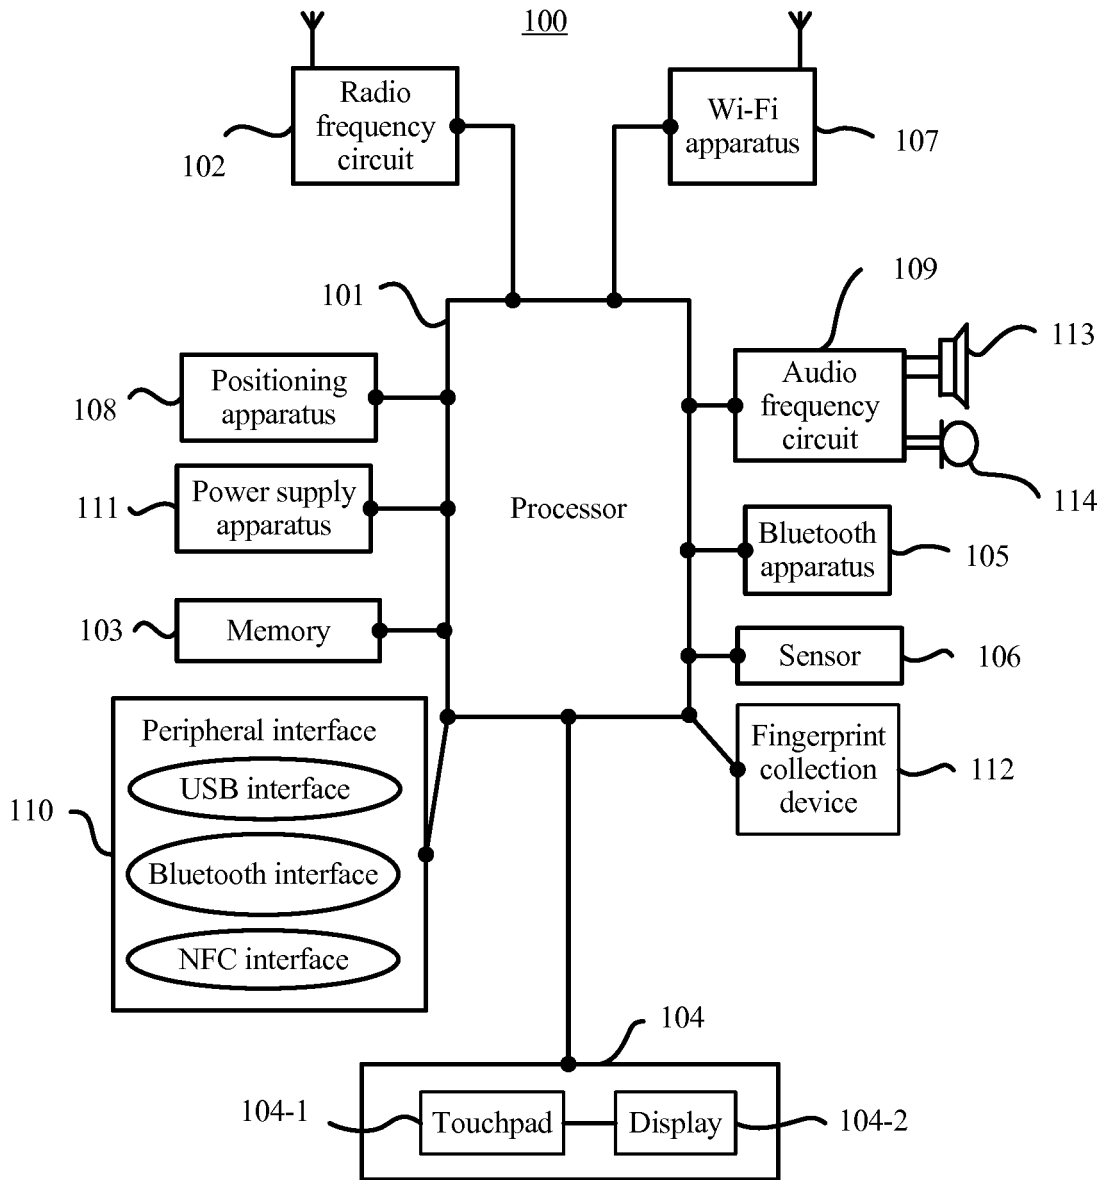 100
Radio
frequency
circuit
102
Wi-Fi
apparatus
107
101
109
113
Positioning
apparatus
108
Audio
frequency
circuit
114
Power supply
apparatus
111
Processor
Bluetooth
apparatus
105
103
Memory
Sensor
106
Peripheral interface
USB interface
Bluetooth interface
NFC interface
110
Fingerprint
collection
device
112
104
104-1
Touchpad
Display
104-2